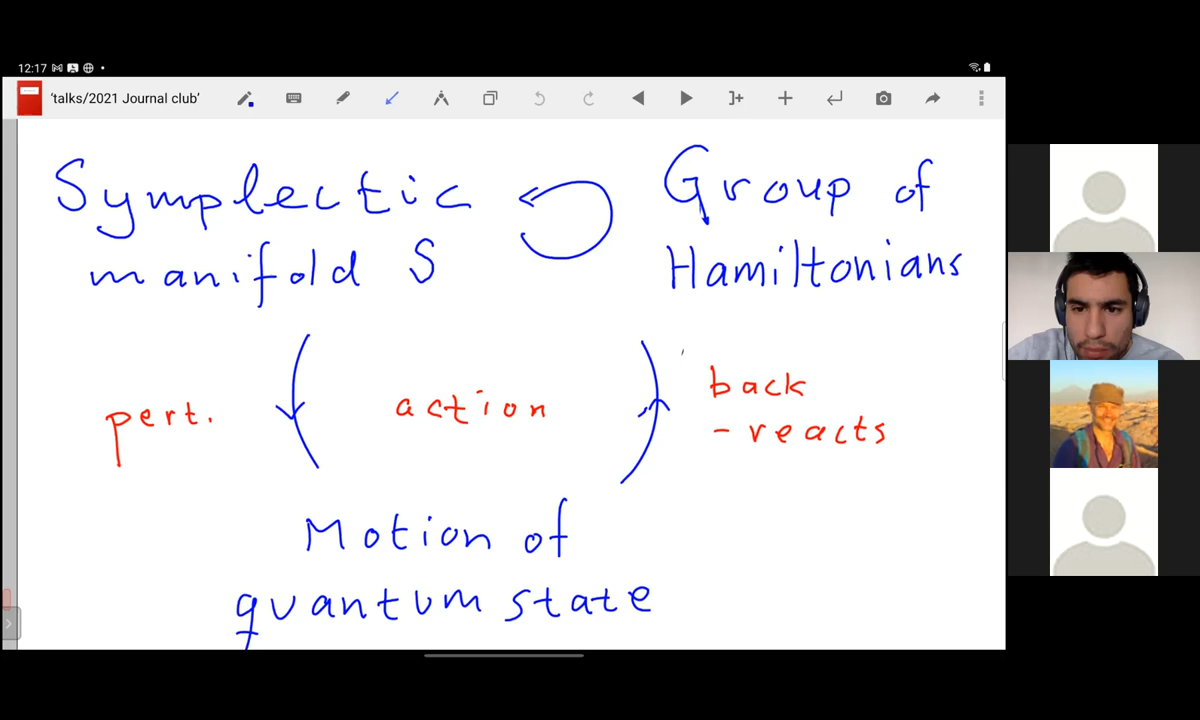 12:17
'talks/2021 Journal club'
Symplectic
manifold S
Group of
Hamiltonians
pert.
action
back
-reacts
Motion of
quantum state